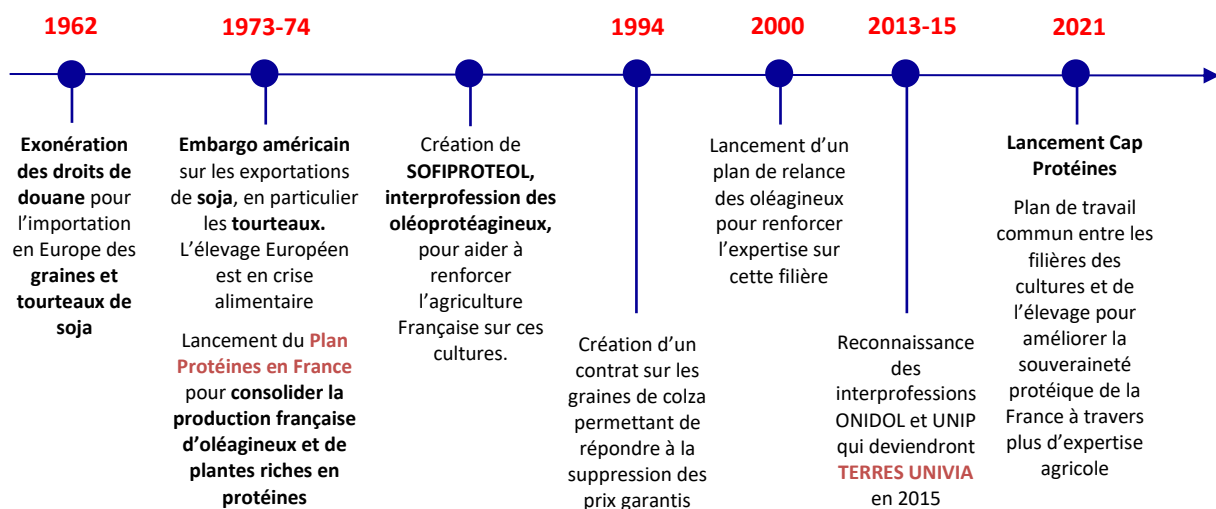 1962
Exonération
des droits de
douane pour
l'importation
en Europe des
graines et
tourteaux de
soja
1973-74
Embargo américain
sur les exportations
de soja, en particulier
les tourteaux.
L'élevage Européen
est en crise
alimentaire
Lancement du Plan
Protéines en France
pour consolider la
production française
d'oléagineux et de
plantes riches en
protéines
Création de
SOFIPROTEOL,
interprofession des
oléoprotéagineux,
pour aider à
renforcer
l'agriculture
Française sur ces
cultures.
1994
Création d'un
contrat sur les
graines de colza
permettant de
répondre à la
suppression des
prix garantis
2000
Lancement d'un
plan de relance
des oléagineux
pour renforcer
l'expertise sur
cette filière
2013-15
Reconnaissance
des
interprofessions
ONIDOL et UNIP
qui deviendront
TERRES UNIVIA
en 2015
2021
Lancement Cap
Protéines
Plan de travail
commun entre les
filières des
cultures et de
l'élevage pour
améliorer la
souveraineté
protéique de la
France à travers
plus d'expertise
agricole